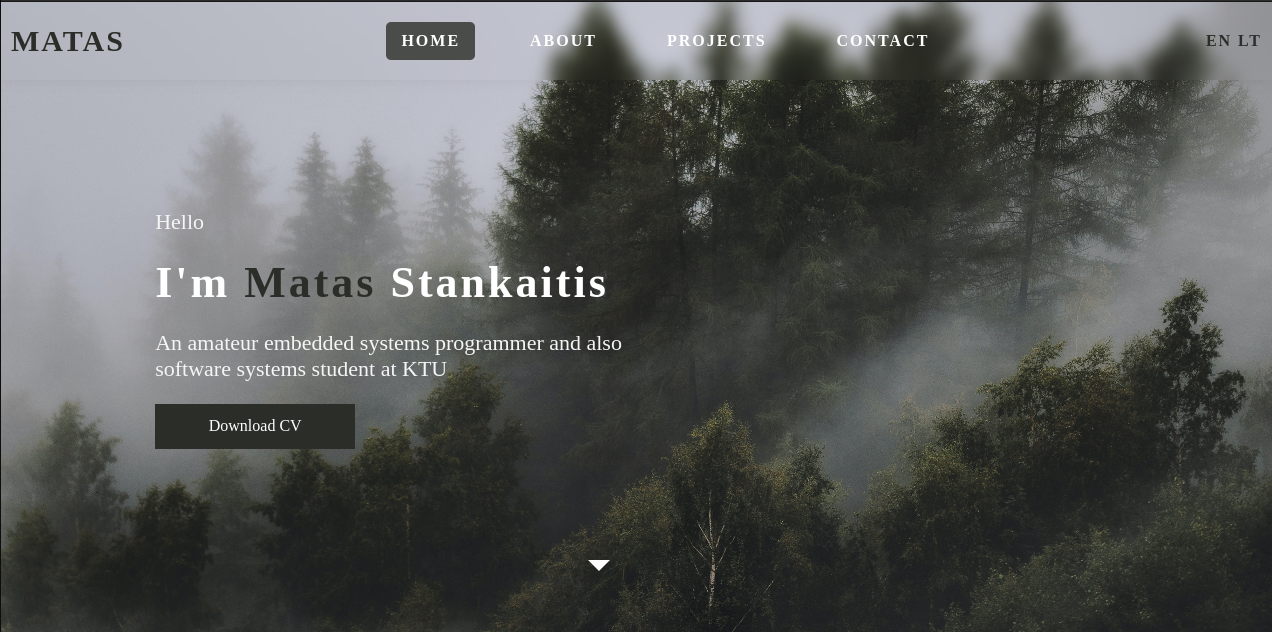 MATAS
HOME ABOUT PROJECTS CONTACT
EN LT
Hello
I'm Matas Stankaitis
An amateur embedded systems programmer and also
software systems student at KTU
Download CV